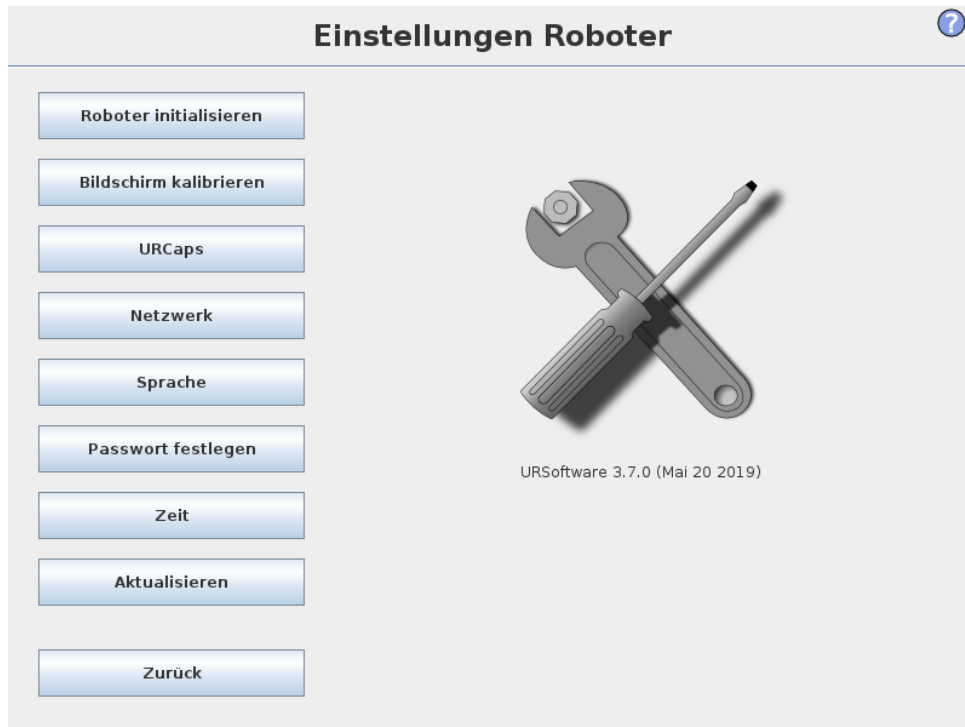 Einstellungen Roboter
?
Roboter initialisieren
Bildschirm kalibrieren
URCaps
Netzwerk
Sprache
Passwort festlegen
Zeit
Aktualisieren
Zurück
URSoftware 3.7.0 (Mai 20 2019)